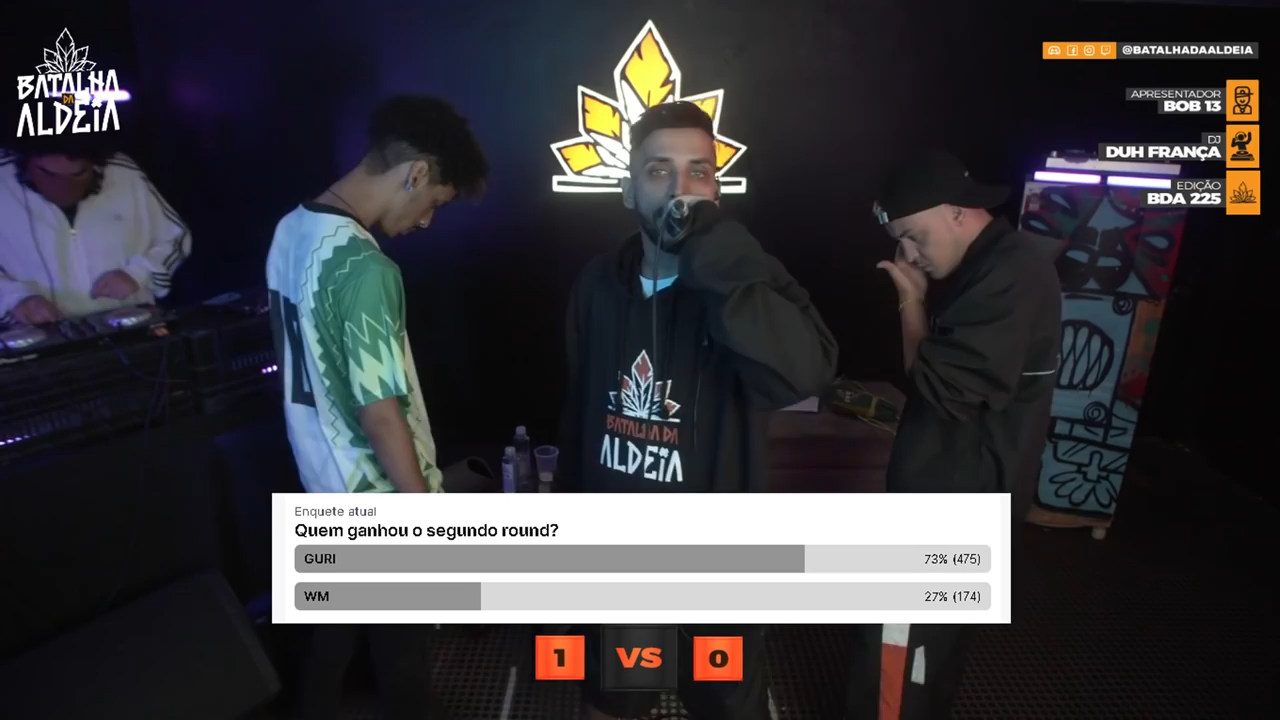 BATALHA
DA
ALDEIA
@BATALHADAALDEIA
APRESENTADOR
BOB 13
DJ
DUH FRANÇA
EDIÇÃO
BDA 225
BATALHA DA
ALDEIA
Enquete atual
Quem ganhou o segundo round?
GURI 73% (475)
WM 27% (174)
1 VS 0